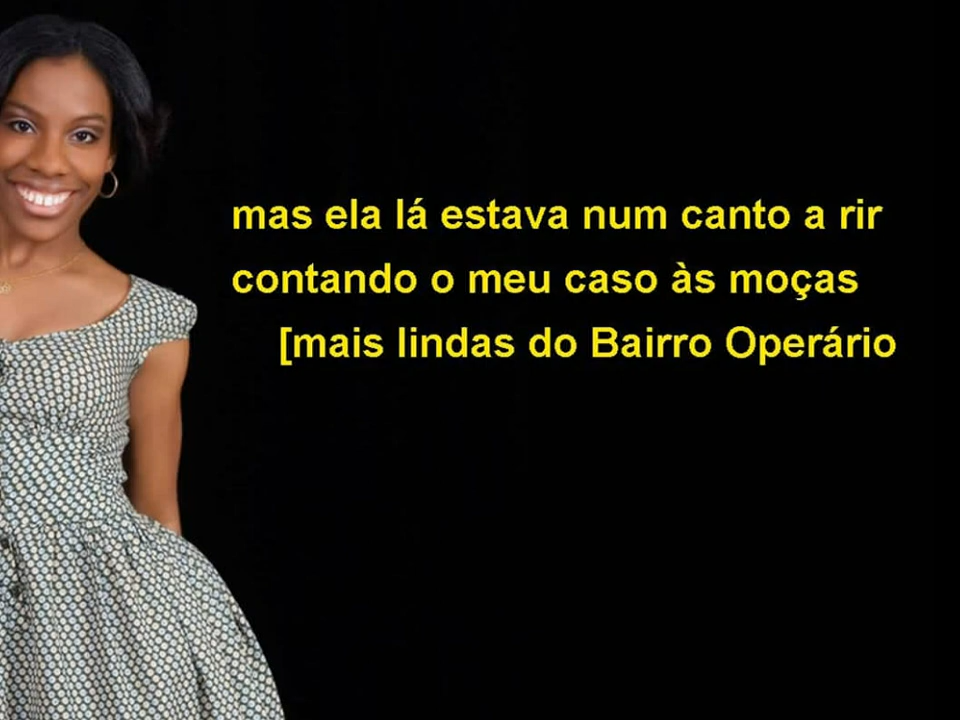 mas ela lá estava num canto a rir
contando o meu caso às moças
[mais lindas do Bairro Operário